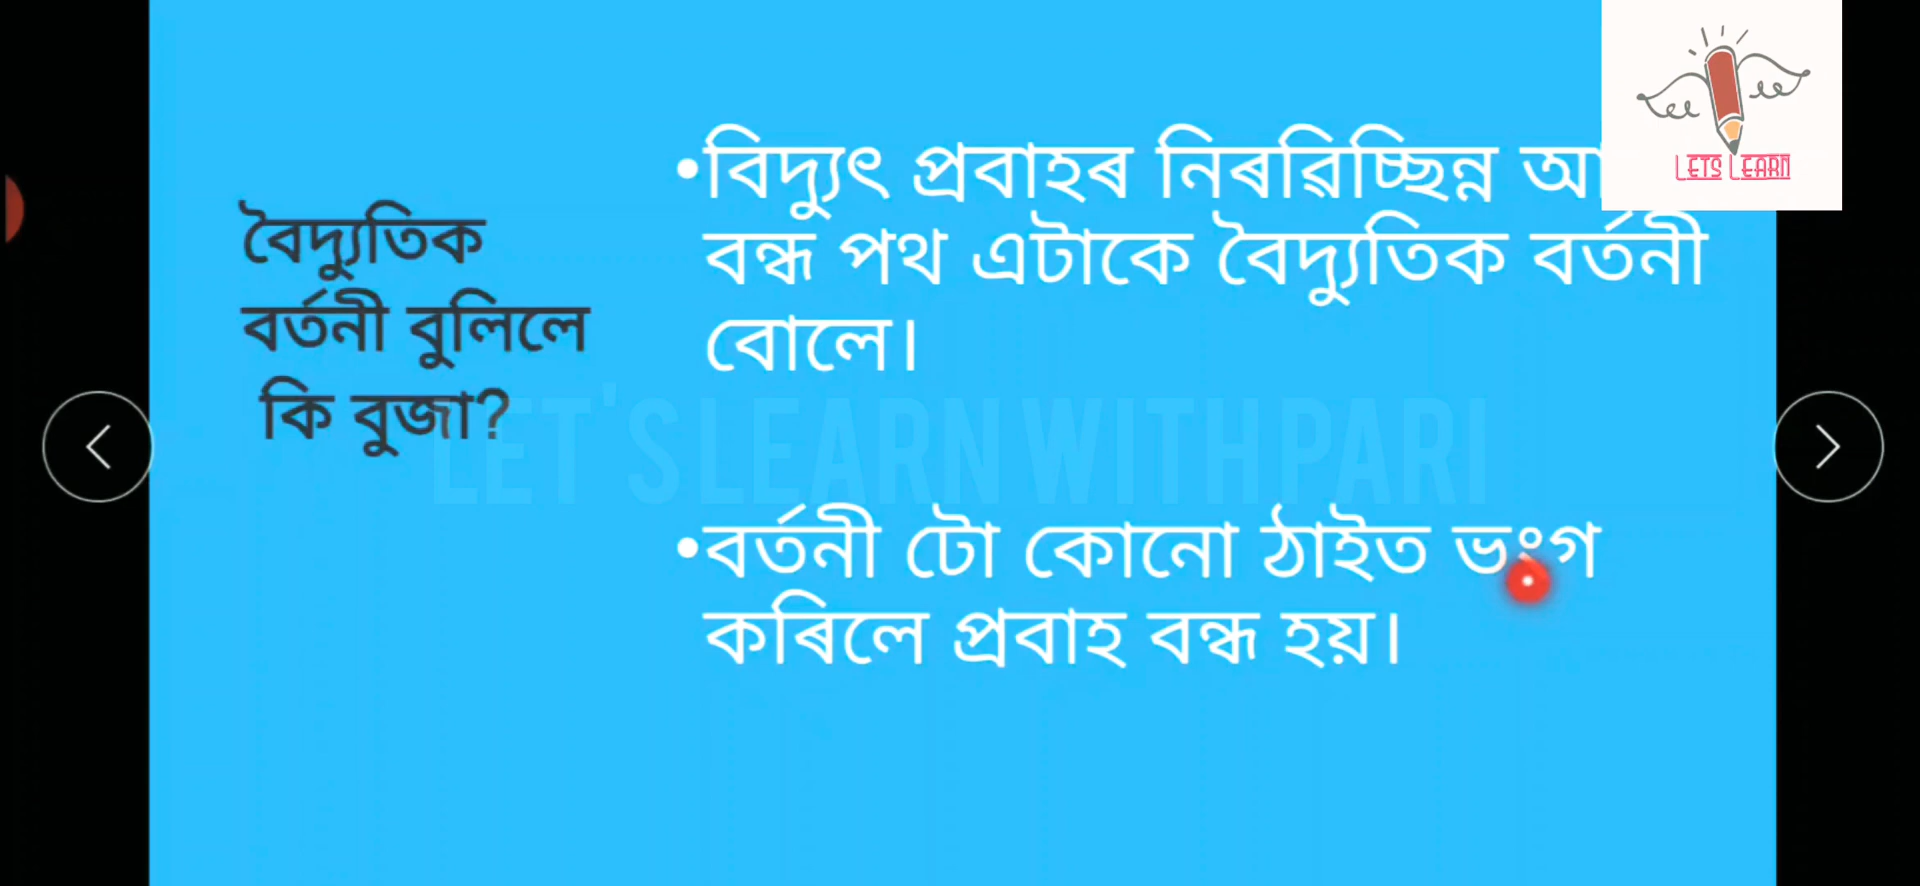 LETS LEARN
বৈদ্যুতিক
বৰ্তনী বুলিলে
কি বুজা?
•বিদ্যুৎ প্ৰবাহৰ নিৰৱিচ্ছিন্ন
বন্ধ পথ এটাকে বৈদ্যুতিক বৰ্তনী
বোলে।
LET'S LEARN WITH PARI
•বৰ্তনী টো কোনো ঠাইত ভংগ
কৰিলে প্ৰবাহ বন্ধ হয়।